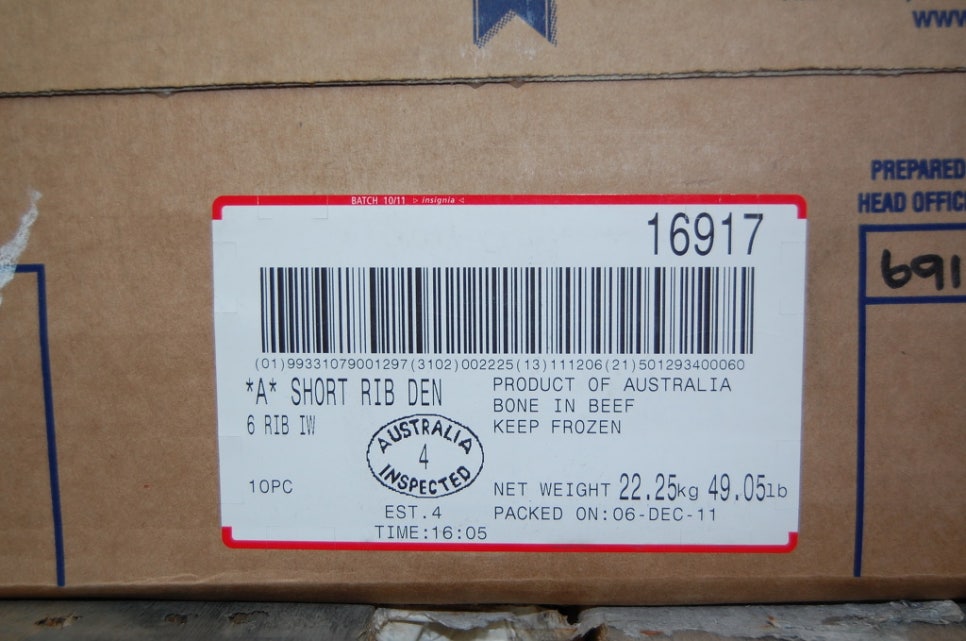 WWW
PREPARED
HEAD OFFIC
691
BATCH 10/11 > insignia <
16917
(01)99331079001297(3102)002225(13)111206(21)501293400060
*A* SHORT RIB DEN
6 RIB IW
PRODUCT OF AUSTRALIA
BONE IN BEEF
KEEP FROZEN
AUSTRALIA
4
INSPECTED
10PC
NET WEIGHT 22.25kg 49.05lb
EST.4
PACKED ON:06-DEC-11
TIME:16:05